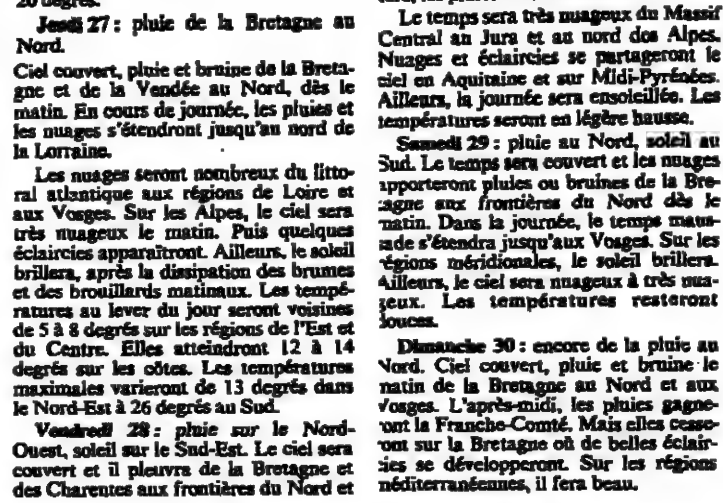 20 degrés.
Jeudi 27 : pluie de la Bretagne au
Nord.
Ciel couvert, pluie et bruine de la Breta-
gne et de la Vendée au Nord, dès le
matin. En cours de journée, les pluies et
les nuages s'étendront jusqu'au nord de
la Lorraine.
Les nuages seront nombreux du litto-
ral atlantique aux régions de Loire et
aux Vosges. Sur les Alpes, le ciel sera
très nuageux le matin. Puis quelques
éclaircies apparaîtront. Ailleurs, le soleil
brillera, après la dissipation des brumes
et des brouillards matinaux. Les tempé-
ratures au lever du jour seront voisines
de 5 à 8 degrés sur les régions de l'Est et
du Centre. Elles atteindront 12 à 14
degrés sur les côtes. Les températures
maximales varieront de 13 degrés dans
le Nord-Est à 26 degrés au Sud.
Vendredi 28 : pluie sur le Nord-
Ouest, soleil sur le Sud-Est. Le ciel sera
couvert et il pleuvra de la Bretagne et
des Charentes aux frontières du Nord et
Le temps sera très nuageux du Massif
Central au Jura et au nord des Alpes.
Nuages et éclaircies se partageront le
ciel en Aquitaine et sur Midi-Pyrénées.
Ailleurs, la journée sera ensoleillée. Les
températures seront en légère hausse.
Samedi 29 : pluie au Nord, soleil au
Sud. Le temps sera couvert et les nuages
apporteront pluies ou bruines de la Bre-
tagne aux frontières du Nord dès le
matin. Dans la journée, le temps maus-
sade s'étendra jusqu'aux Vosges. Sur les
régions méridionales, le soleil brillera.
Ailleurs, le ciel sera nuageux à très nua-
geux. Les températures resteront
douces.
Dimanche 30 : encore de la pluie au
Nord. Ciel couvert, pluie et bruine le
matin de la Bretagne au Nord et aux
Vosges. L'après-midi, les pluies gagne-
ront la Franche-Comté. Mais elles cesse-
ront sur la Bretagne où de belles éclair-
cies se développeront. Sur les régions
méditerranéennes, il fera beau.